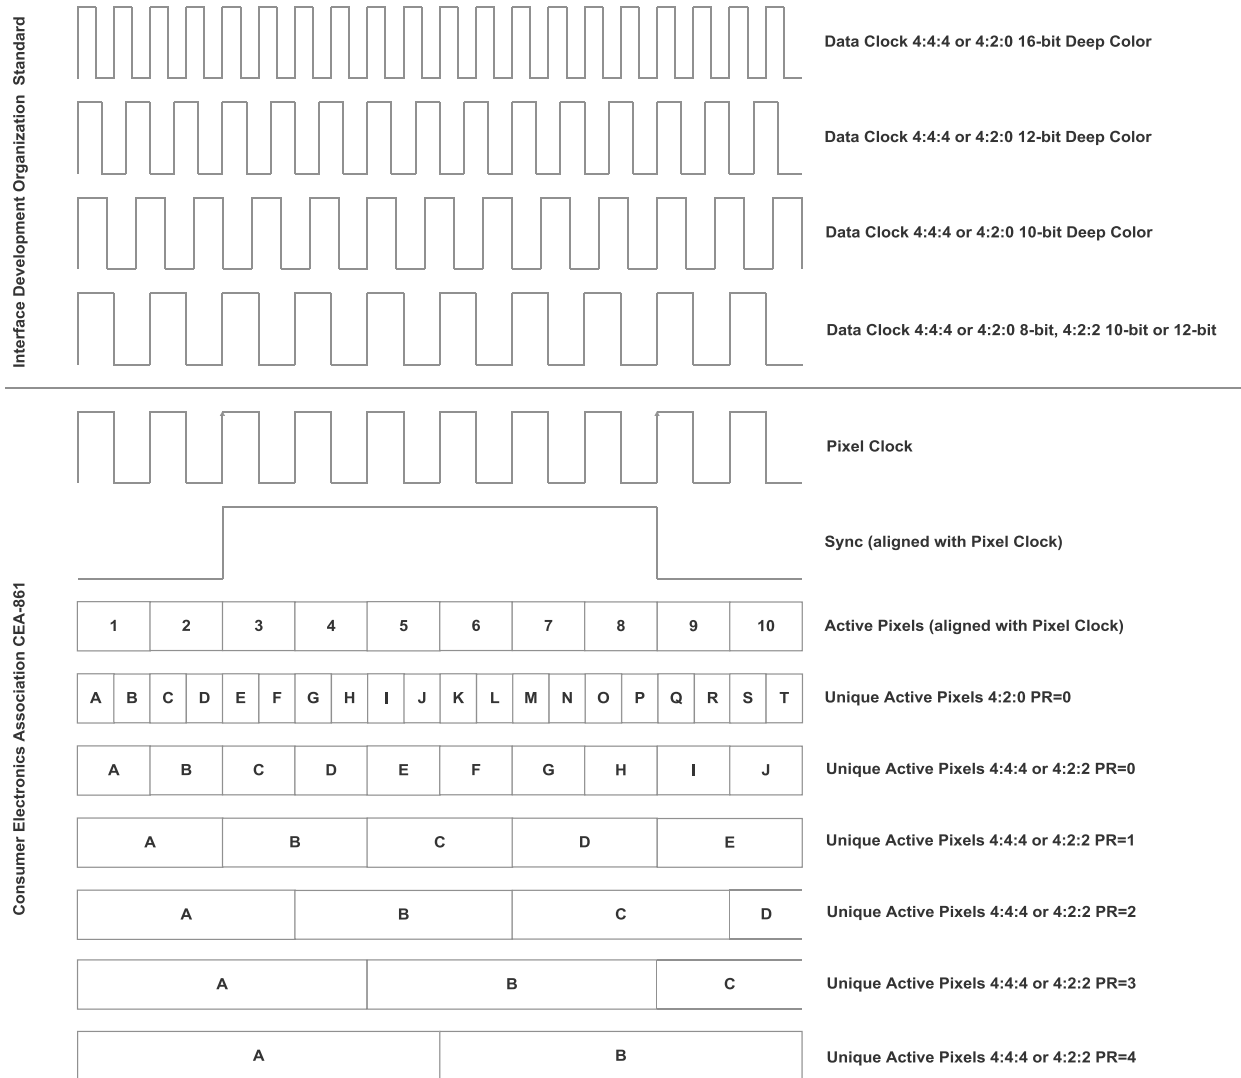 Interface Development Organization Standard
Data Clock 4:4:4 or 4:2:0 16-bit Deep Color
Data Clock 4:4:4 or 4:2:0 12-bit Deep Color
Data Clock 4:4:4 or 4:2:0 10-bit Deep Color
Data Clock 4:4:4 or 4:2:0 8-bit, 4:2:2 10-bit or 12-bit
Consumer Electronics Association CEA-861
Pixel Clock
Sync (aligned with Pixel Clock)
1 2 3 4 5 6 7 8 9 10 Active Pixels (aligned with Pixel Clock)
A B C D E F G H I J K L M N O P Q R S T Unique Active Pixels 4:2:0 PR=0
A B C D E F G H I J Unique Active Pixels 4:4:4 or 4:2:2 PR=0
A B C D E Unique Active Pixels 4:4:4 or 4:2:2 PR=1
A B C D Unique Active Pixels 4:4:4 or 4:2:2 PR=2
A B C Unique Active Pixels 4:4:4 or 4:2:2 PR=3
A B Unique Active Pixels 4:4:4 or 4:2:2 PR=4